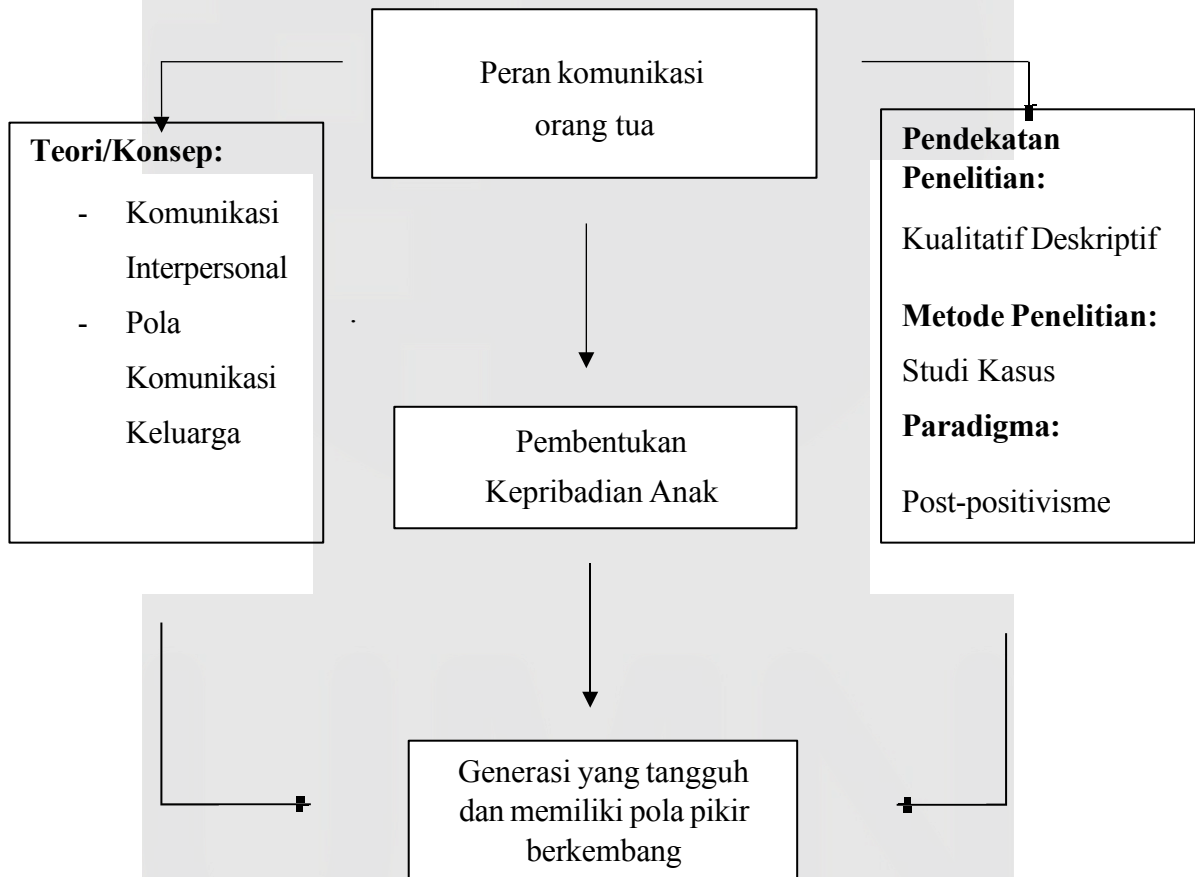 Peran komunikasi
orang tua
Teori/Konsep:
- Komunikasi
Interpersonal
- Pola
Komunikasi
Keluarga
Pendekatan
Penelitian:
Kualitatif Deskriptif
Metode Penelitian:
Studi Kasus
Paradigma:
Post-positivisme
Pembentukan
Kepribadian Anak
Generasi yang tangguh
dan memiliki pola pikir
berkembang